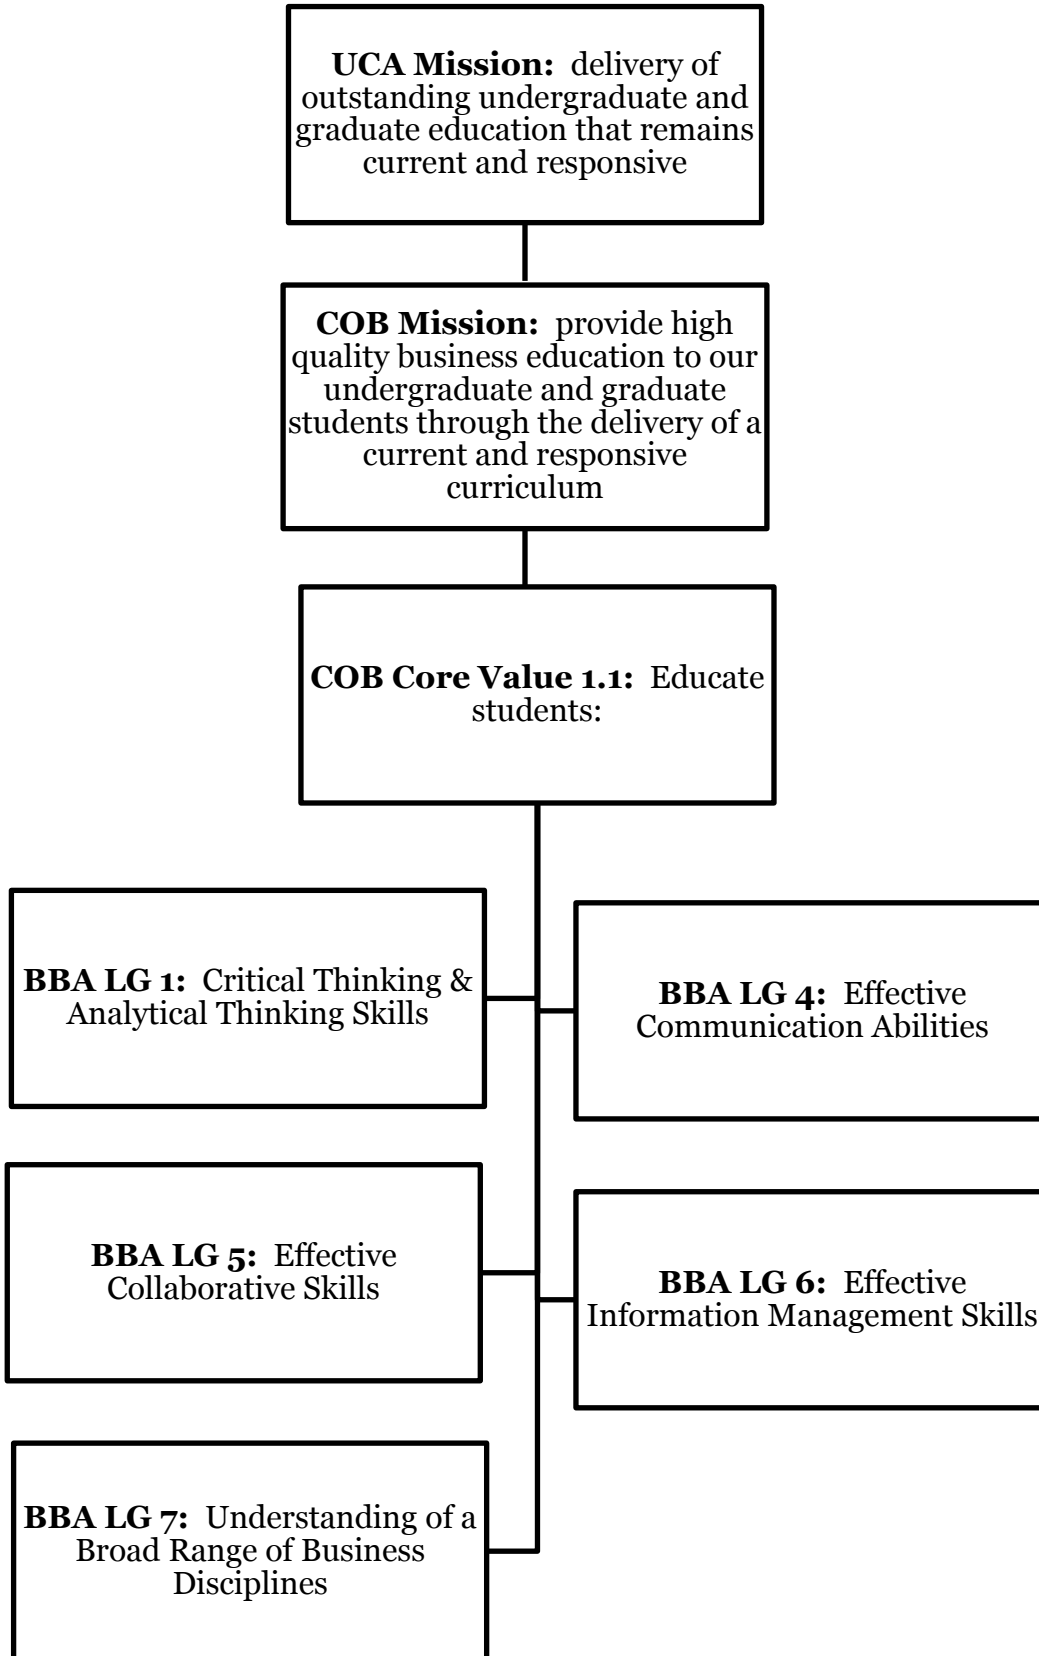 UCA Mission:  delivery of
outstanding undergraduate and
graduate education that remains
current and responsive
COB Mission:  provide high
quality business education to our
undergraduate and graduate
students through the delivery of a
current and responsive
curriculum
COB Core Value 1.1:  Educate
students:
BBA LG 1:  Critical Thinking &
Analytical Thinking Skills
BBA LG 4:  Effective
Communication Abilities
BBA LG 5:  Effective
Collaborative Skills
BBA LG 6:  Effective
Information Management Skills
BBA LG 7:  Understanding of a
Broad Range of Business
Disciplines